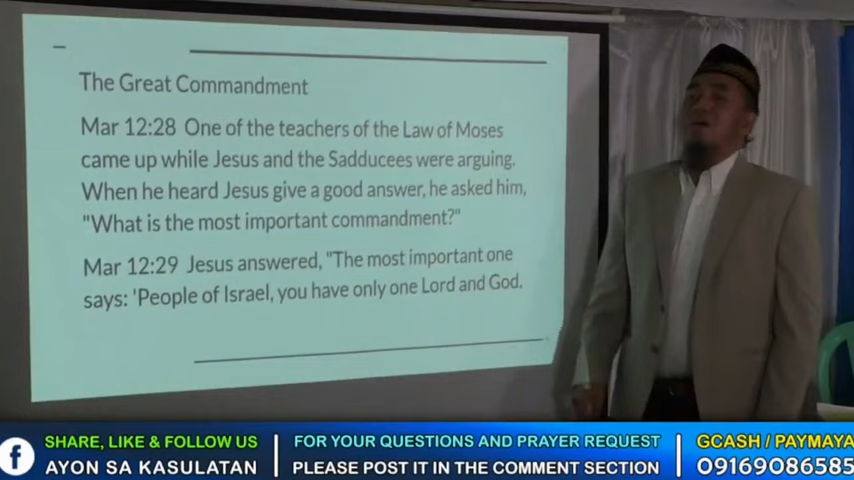 The Great Commandment
Mar 12:28 One of the teachers of the Law of Moses
came up while Jesus and the Sadducees were arguing.
When he heard Jesus give a good answer, he asked him,
"What is the most important commandment?"
Mar 12:29 Jesus answered, "The most important one
says: 'People of Israel, you have only one Lord and God.
f
SHARE, LIKE & FOLLOW US
AYON SA KASULATAN
FOR YOUR QUESTIONS AND PRAYER REQUEST
PLEASE POST IT IN THE COMMENT SECTION
GCASH / PAYMAYA
09169086585